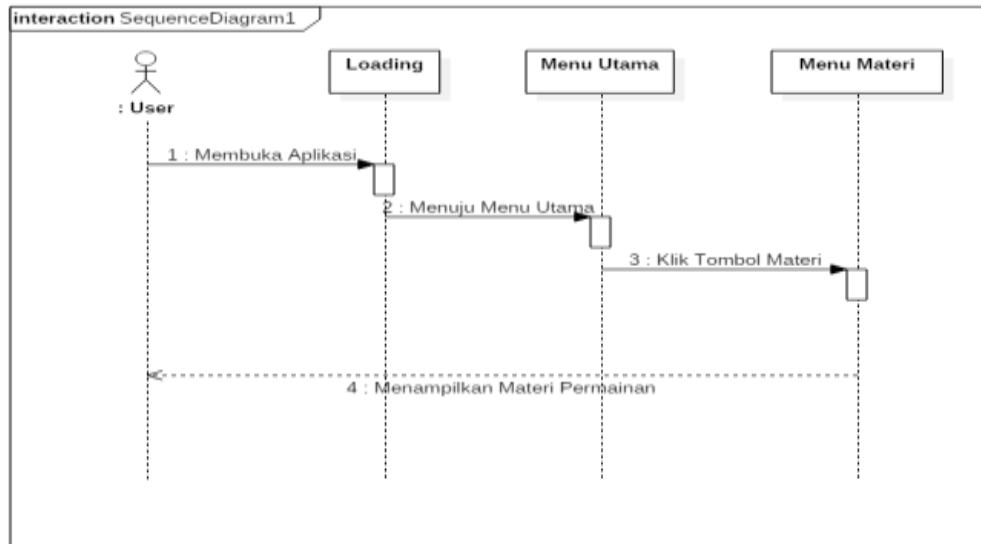 interaction SequenceDiagram1
Loading
Menu Utama
Menu Materi
: User
1 : Membuka Aplikasi
2 : Menuju Menu Utama
3 : Klik Tombol Materi
4 : Menampilkan Materi Permainan